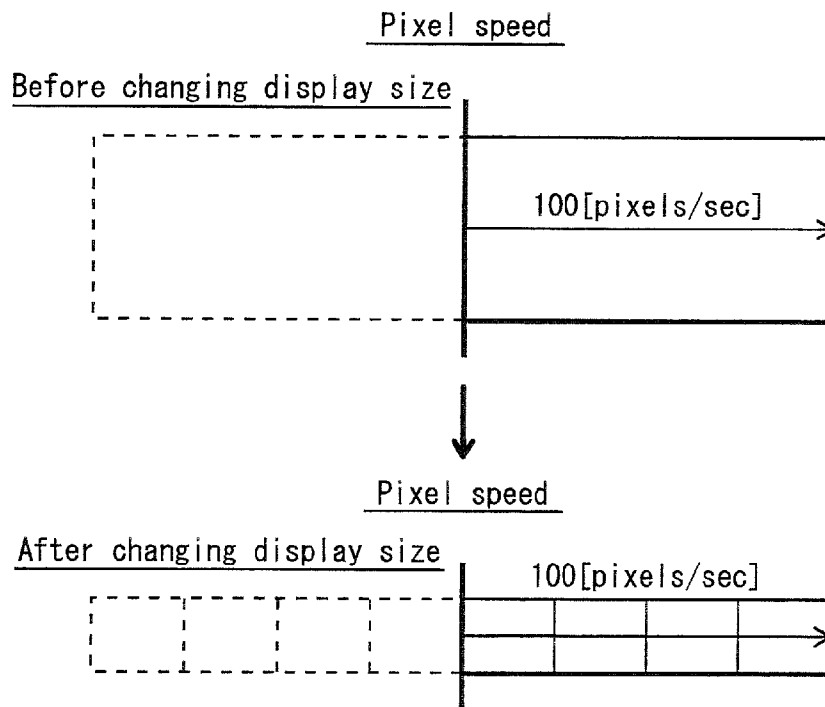 Pixel speed
Before changing display size
100[pixels/sec]
Pixel speed
After changing display size
100[pixels/sec]